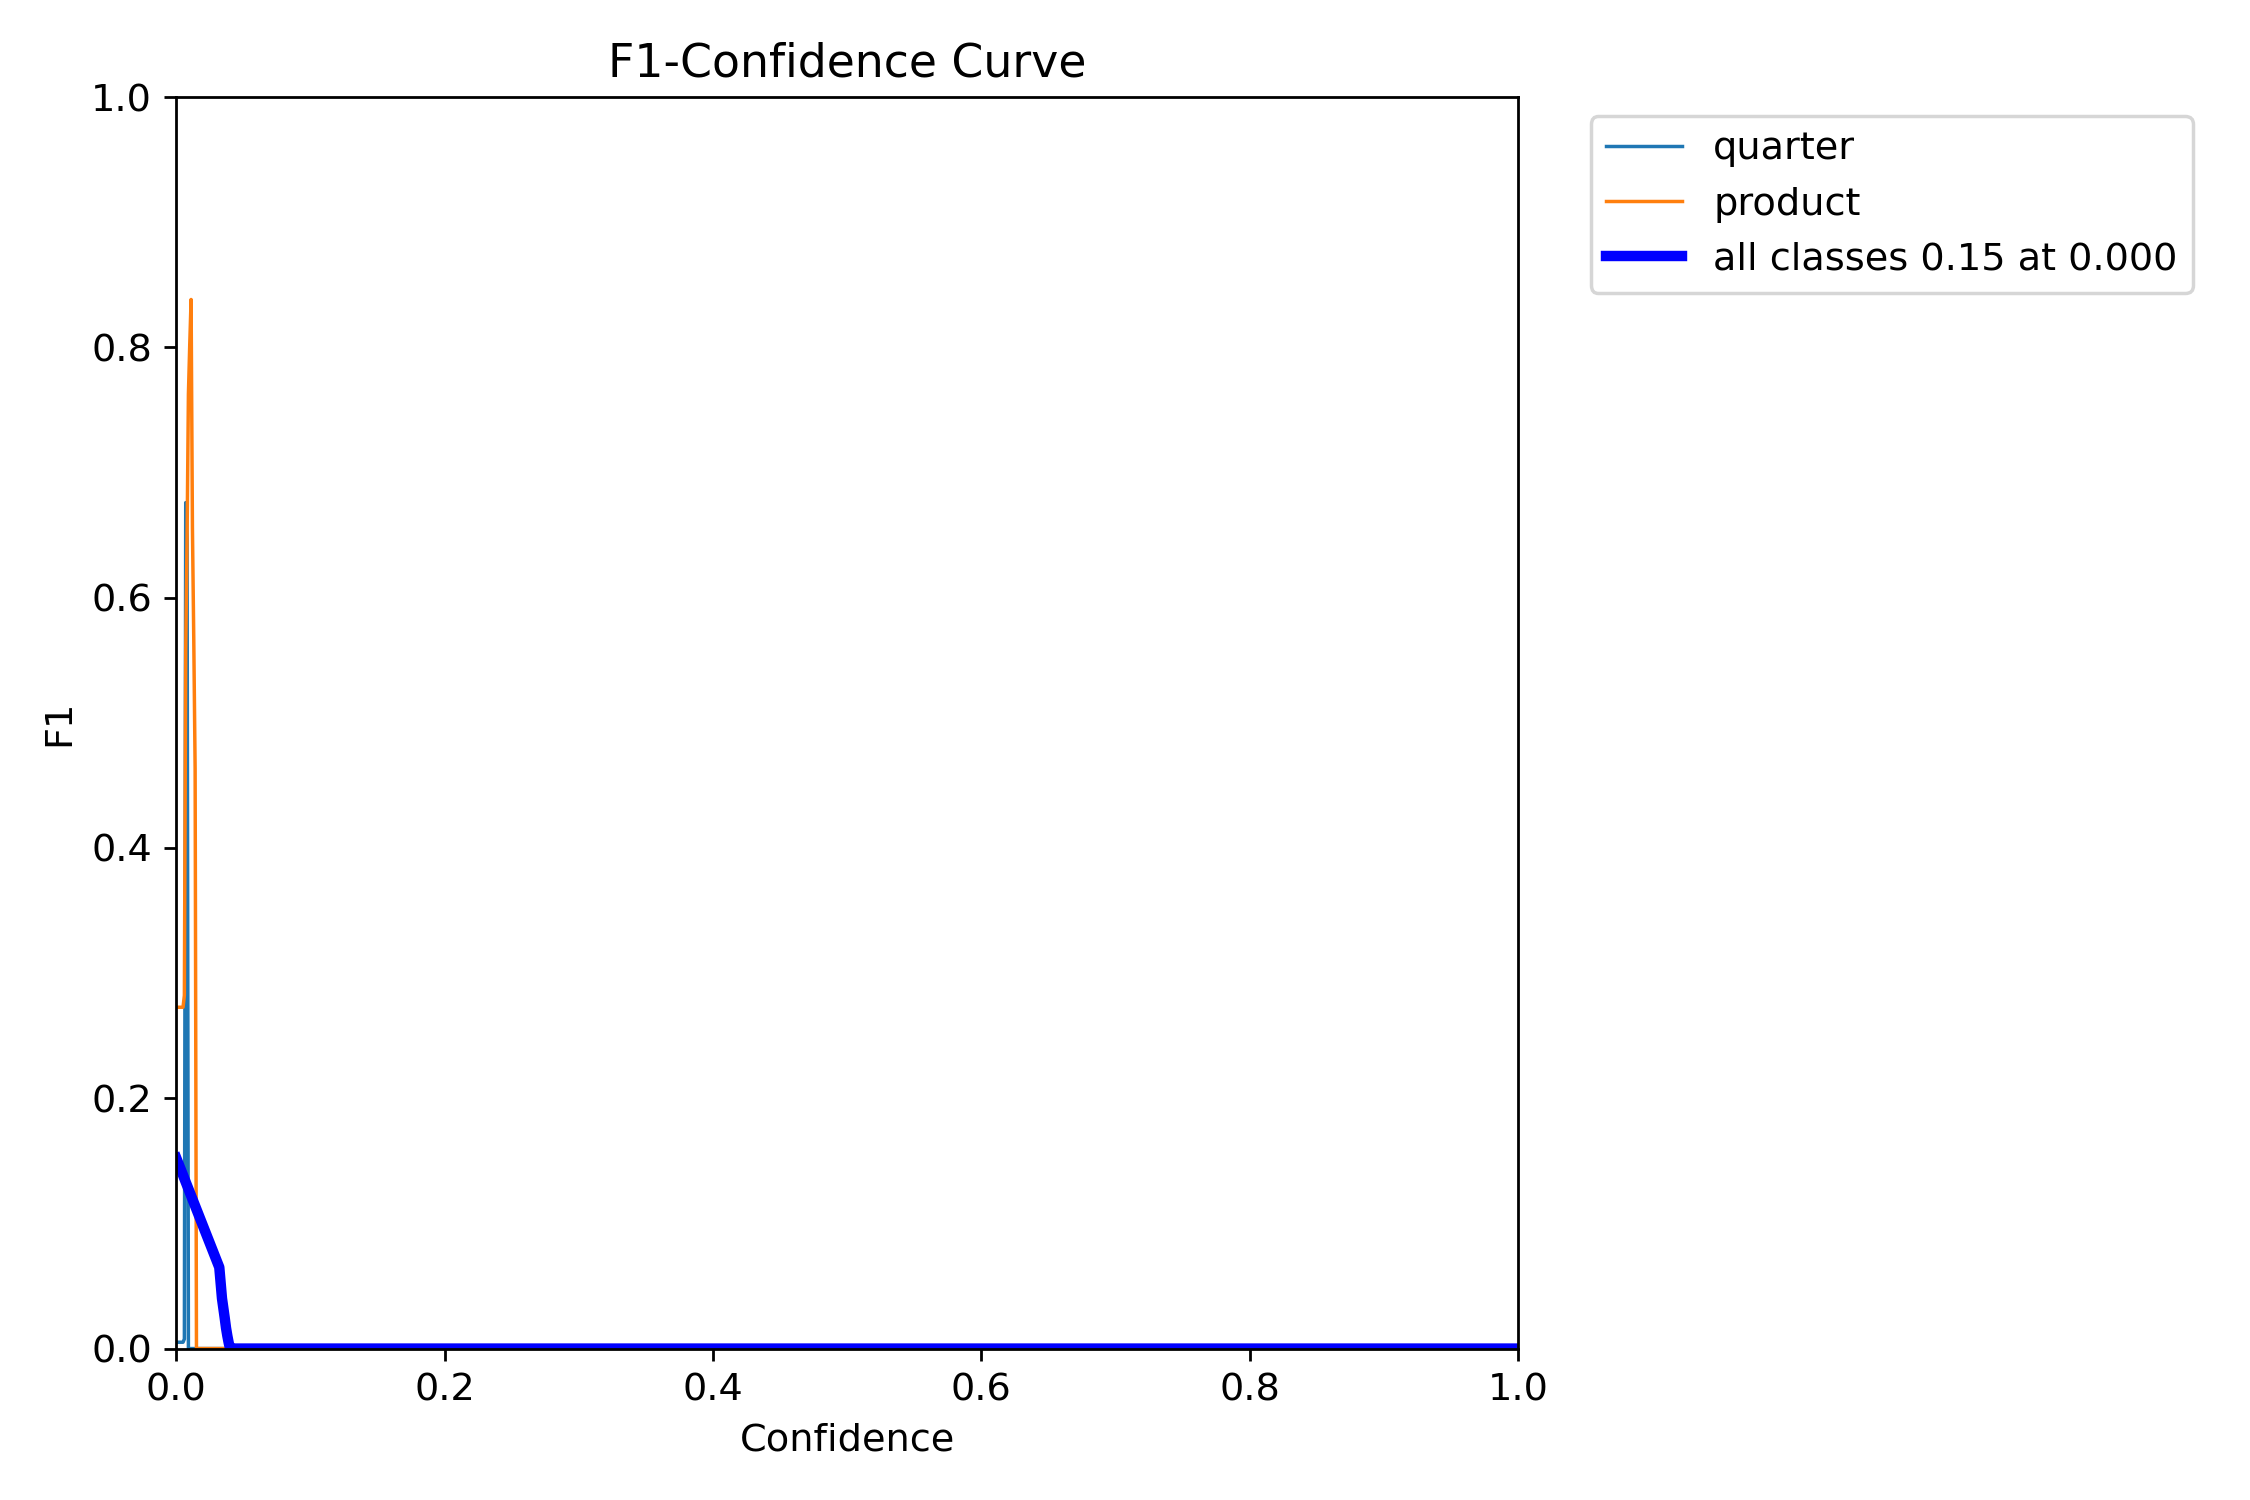 F1-Confidence Curve
1.0
0.8
0.6
0.4
0.2
0.0
F1
0.0 0.2 0.4 0.6 0.8 1.0
Confidence
quarter
product
all classes 0.15 at 0.000